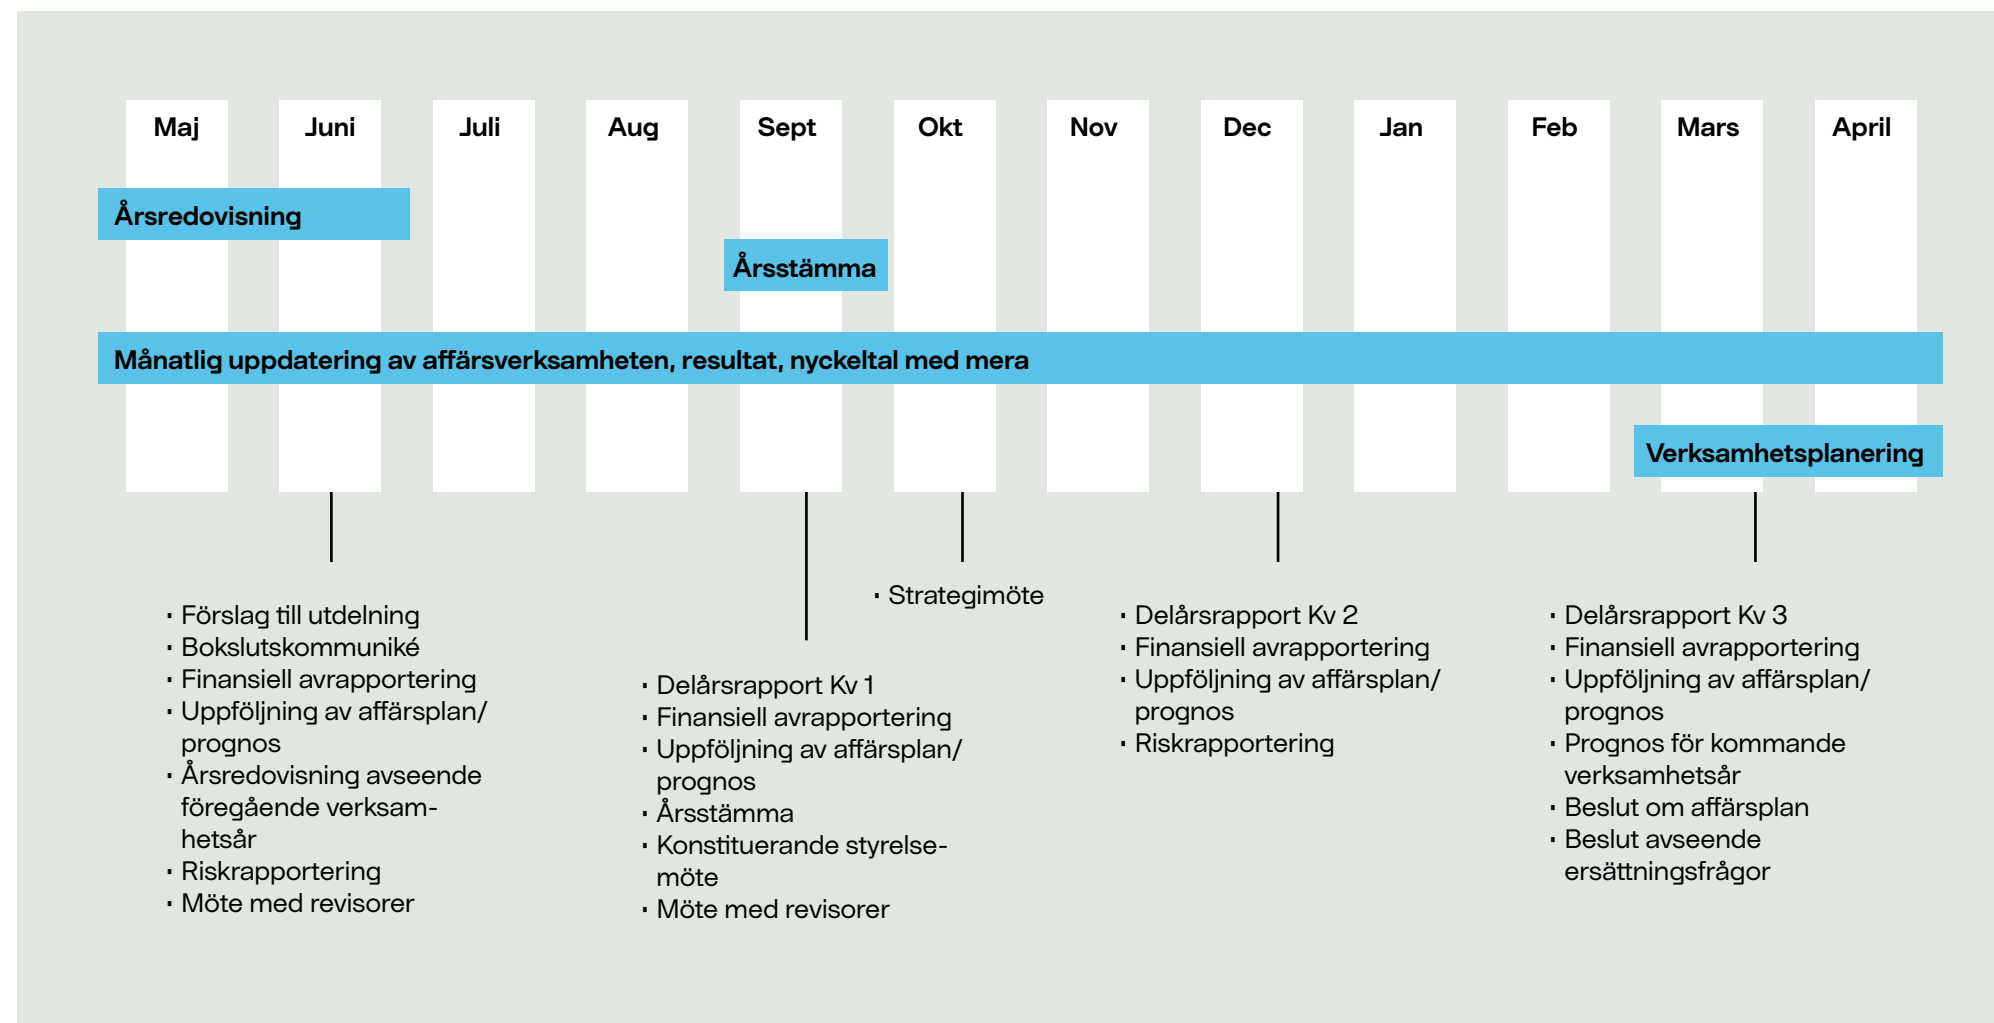 Maj
Juni
Juli
Aug
Sept
Okt
Nov
Dec
Jan
Feb
Mars
April
Årsredovisning
Årsstämma
Månatlig uppdatering av affärsverksamheten, resultat, nyckeltal med mera
Verksamhetsplanering
· Förslag till utdelning
· Bokslutskommuniké
· Finansiell avrapportering
· Uppföljning av affärsplan/
prognos
· Årsredovisning avseende
föregående verksam-
hetsår
· Riskrapportering
· Möte med revisorer
· Delårsrapport Kv 1
· Finansiell avrapportering
· Uppföljning av affärsplan/
prognos
· Årsstämma
· Konstituerande styrelse-
möte
· Möte med revisorer
· Strategimöte
· Delårsrapport Kv 2
· Finansiell avrapportering
· Uppföljning av affärsplan/
prognos
· Riskrapportering
· Delårsrapport Kv 3
· Finansiell avrapportering
· Uppföljning av affärsplan/
prognos
· Prognos för kommande
verksamhetsår
· Beslut om affärsplan
· Beslut avseende
ersättningsfrågor